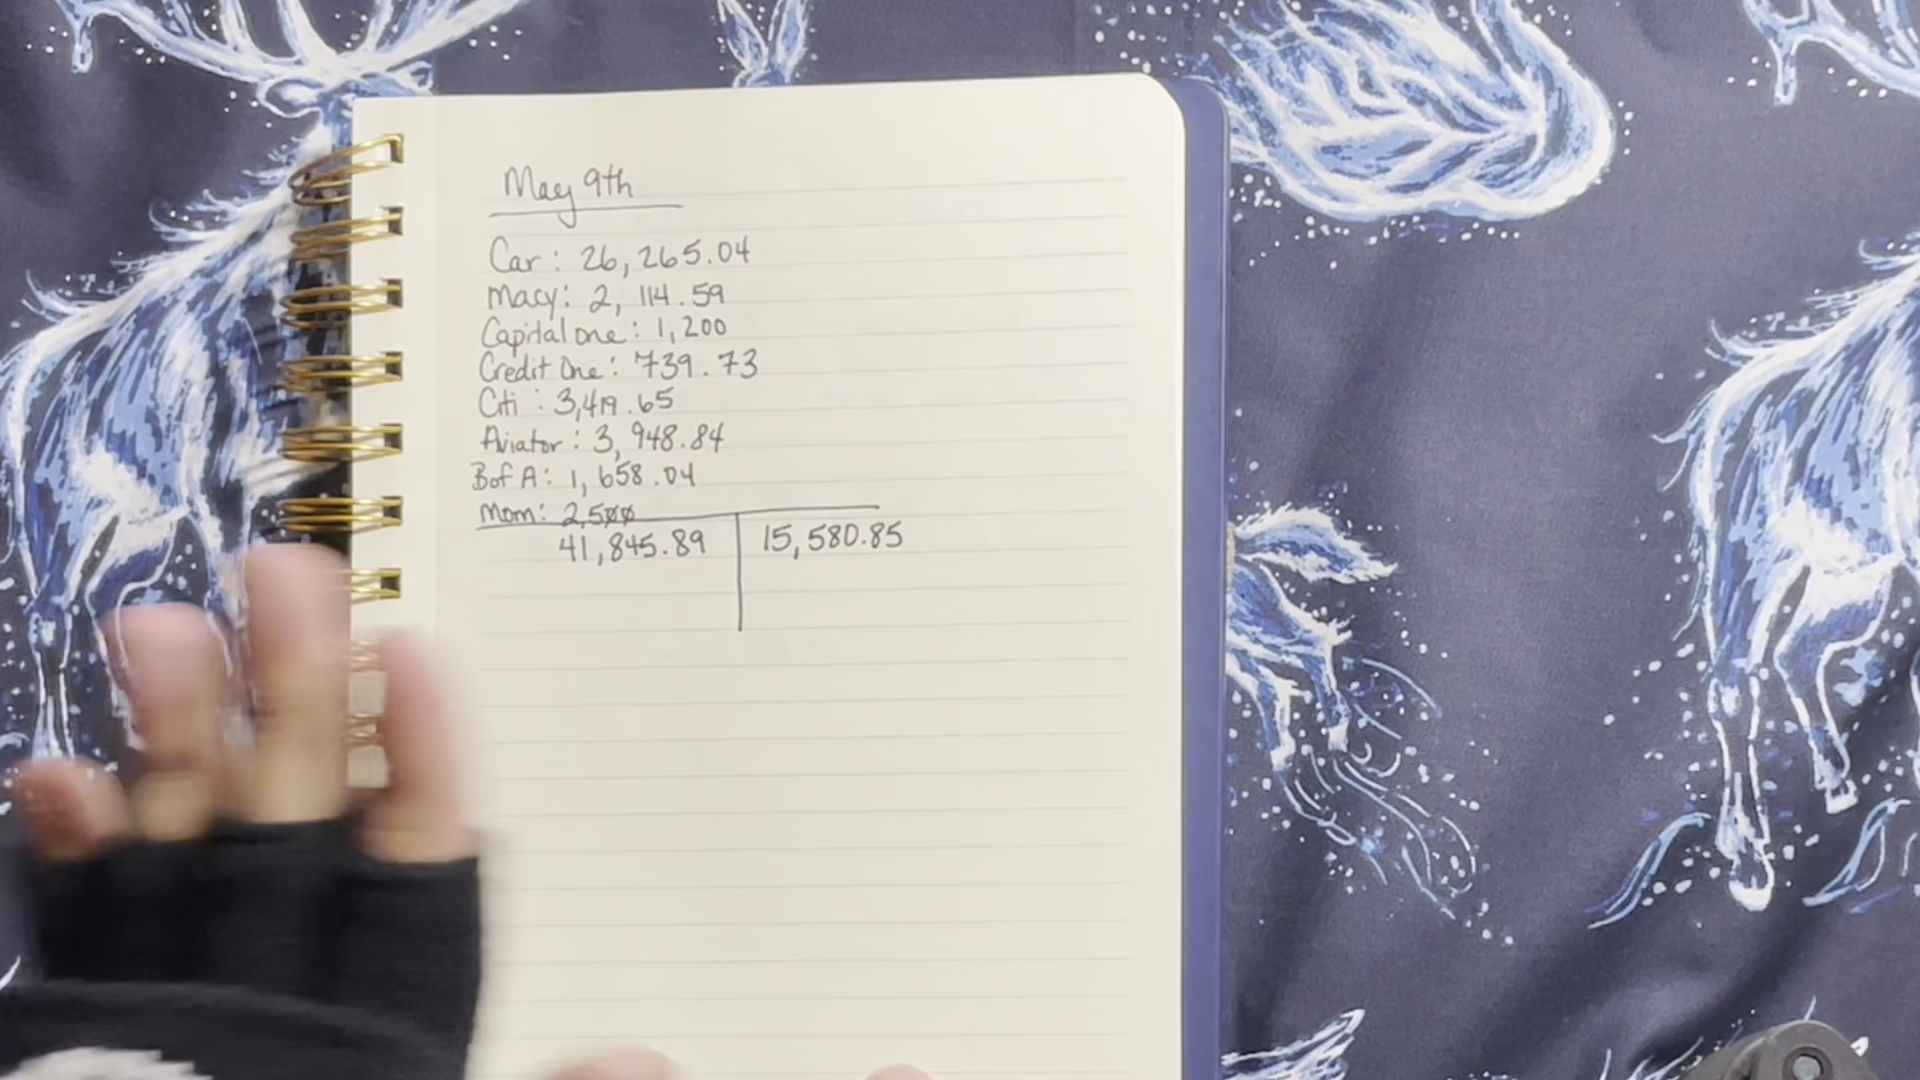 May 9th
Car: 26,265.04
Macy: 2,114.59
Capital One: 1,200
Credit One: 739.73
Citi: 3,419.65
Aviator: 3,948.84
BofA: 1,658.04
Mom: 2,500
41,845.89 15,580.85